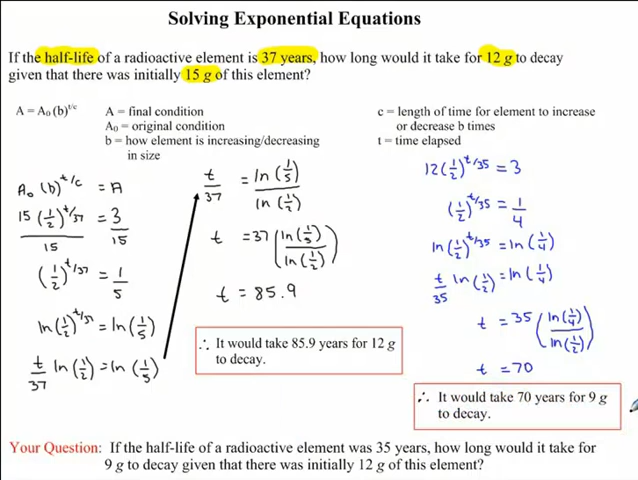 Solving Exponential Equations
If the half-life of a radioactive element is 37 years, how long would it take for 12 g to decay
given that there was initially 15 g of this element?
A = A₀ (b)^(t/c)
A = final condition
A₀ = original condition
b = how element is increasing/decreasing
in size
c = length of time for element to increase
or decrease b times
t = time elapsed
A₀ (b)^(t/c) = A
15 (1/2)^(t/37) = 3
15 15
(1/2)^(t/37) = 1/5
ln (1/2)^(t/37) = ln (1/5)
t/37 ln (1/2) = ln (1/5)
t/37 = ln (1/5) / ln (1/2)
t = 37 (ln (1/5) / ln (1/2))
t = 85.9
∴ It would take 85.9 years for 12 g
to decay.
12 (1/2)^(t/35) = 3
(1/2)^(t/35) = 1/4
ln (1/2)^(t/35) = ln (1/4)
t/35 ln (1/2) = ln (1/4)
t = 35 (ln (1/4) / ln (1/2))
t = 70
∴ It would take 70 years for 9 g
to decay.
Your Question: If the half-life of a radioactive element was 35 years, how long would it take for
9 g to decay given that there was initially 12 g of this element?